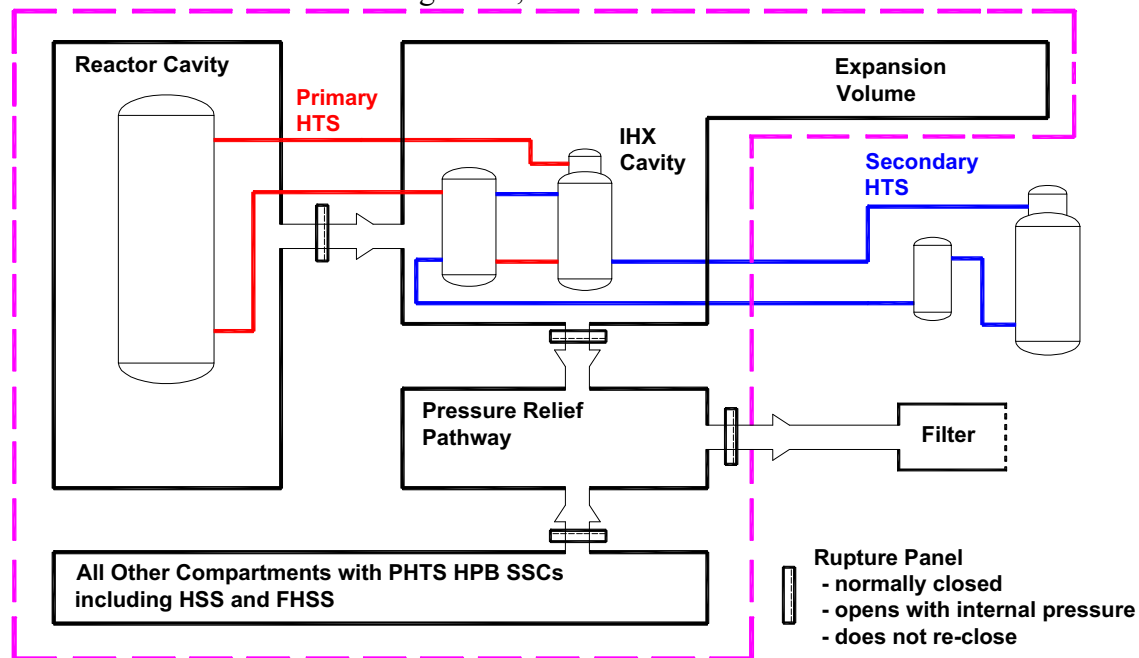 Reactor Cavity
Primary
HTS
Expansion
Volume
IHX
Cavity
Secondary
HTS
Pressure Relief
Pathway
Filter
All Other Compartments with PHTS HPB SSCs
including HSS and FHSS
Rupture Panel
- normally closed
- opens with internal pressure
- does not re-close